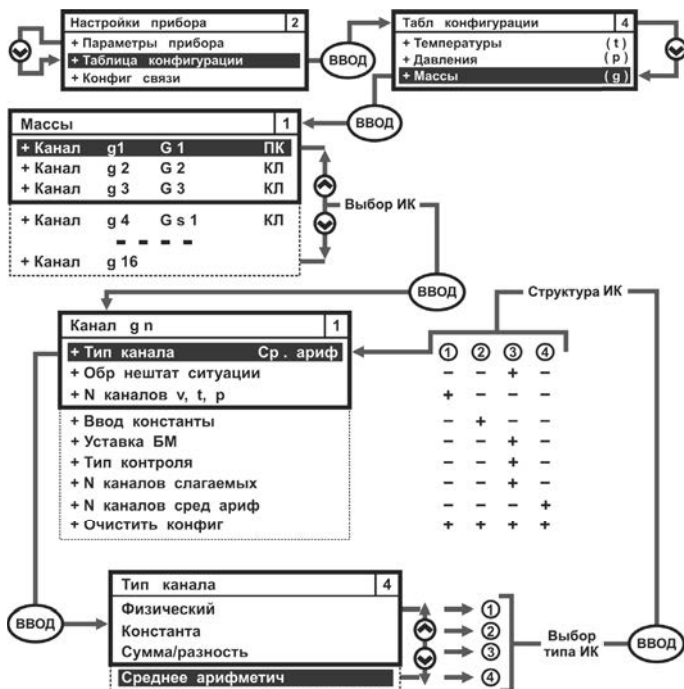 Настройки прибора 2
+ Параметры прибора
+ Таблица конфигурации
+ Конфиг связи
ВВОД
Табл конфигурации 4
+ Температуры (t)
+ Давления (p)
+ Массы (g)
ВВОД
Массы 1
+ Канал g1 G 1 ПК
+ Канал g 2 G 2 КЛ
+ Канал g 3 G 3 КЛ
+ Канал g 4 G s 1 КЛ
- - - -
+ Канал g 16
Выбор ИК
ВВОД
Структура ИК
Канал g n 1
+ Тип канала Ср. ариф ① ② ③ ④
+ Обр нештат ситуации – – + –
+ N каналов v, t, p + – – –
+ Ввод константы – + – –
+ Уставка БМ – – + –
+ Тип контроля – – + –
+ N каналов слагаемых – – + –
+ N каналов сред ариф – – – +
+ Очистить конфиг + + + +
ВВОД
Тип канала 4
Физический ①
Константа ②
Сумма/разность ③
Среднее арифметич ④
Выбор
типа ИК
ВВОД